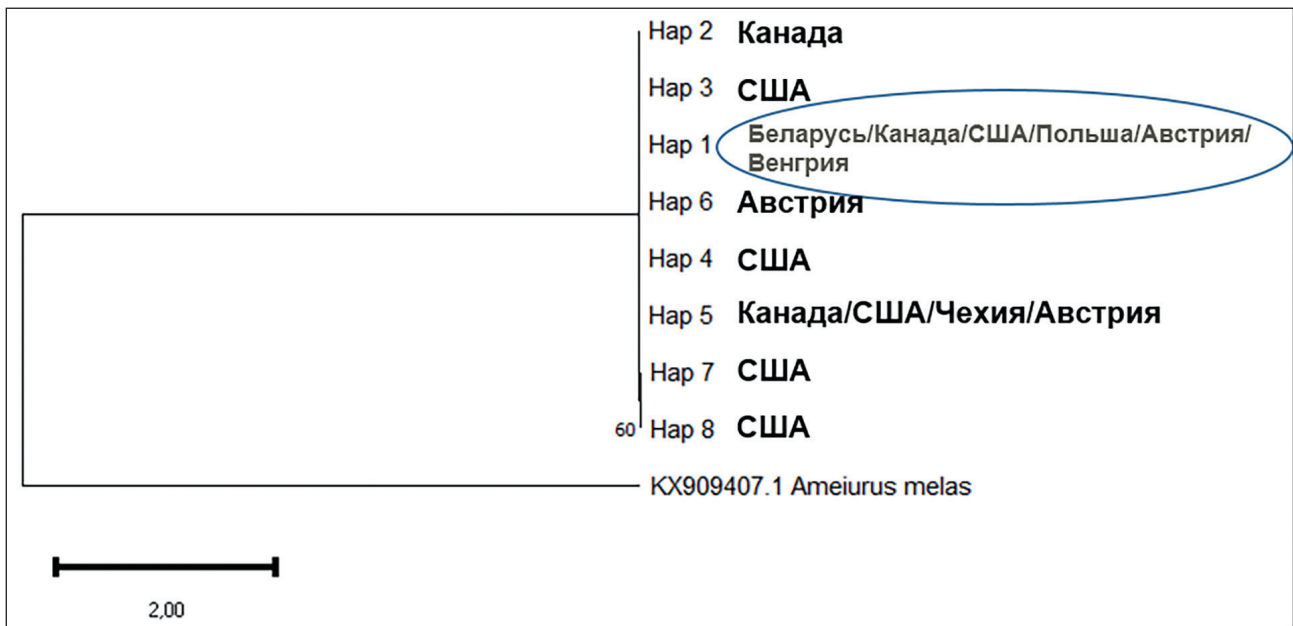 Hap 2 Канада
Hap 3 США
Hap 1 Беларусь/Канада/США/Польша/Австрия/
Венгрия
Hap 6 Австрия
Hap 4 США
Hap 5 Канада/США/Чехия/Австрия
Hap 7 США
60 Hap 8 США
KX909407.1 Ameiurus melas
2,00